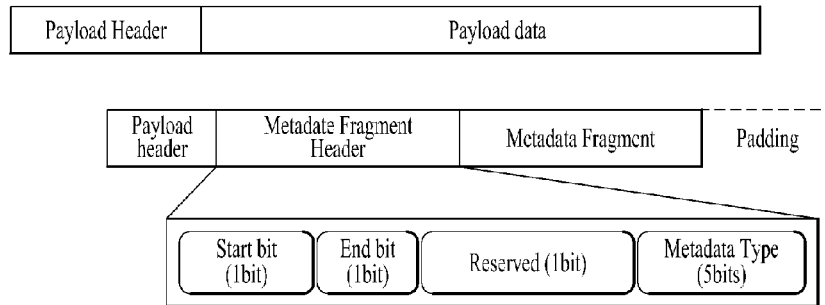 Payload Header Payload data
Payload Metadate Fragment Metadata Fragment Padding
header Header
Start bit End bit Reserved (1bit) Metadata Type
(1bit) (1bit) (5bits)